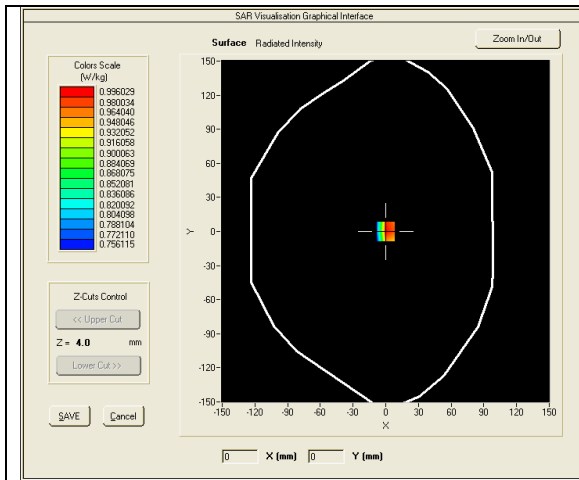 SAR Visualisation Graphical Interface
Surface Radiated Intensity
Zoom In/Out
Colors Scale
(W/kg)
0.996029
0.980034
0.964040
0.948046
0.932052
0.916058
0.900063
0.884069
0.868075
0.852081
0.836086
0.820092
0.804098
0.788104
0.772110
0.756115
Z-Cuts Control
<< Upper Cut
Z = 4.0 mm
Lower Cut >>
SAVE Cancel
150-
120-
90-
60-
30-
0-
-30-
-60-
-90-
-120-
-150-
Y
-150 -120 -90 -60 -30 0 30 60 90 120 150
X
0 X (mm) 0 Y (mm)